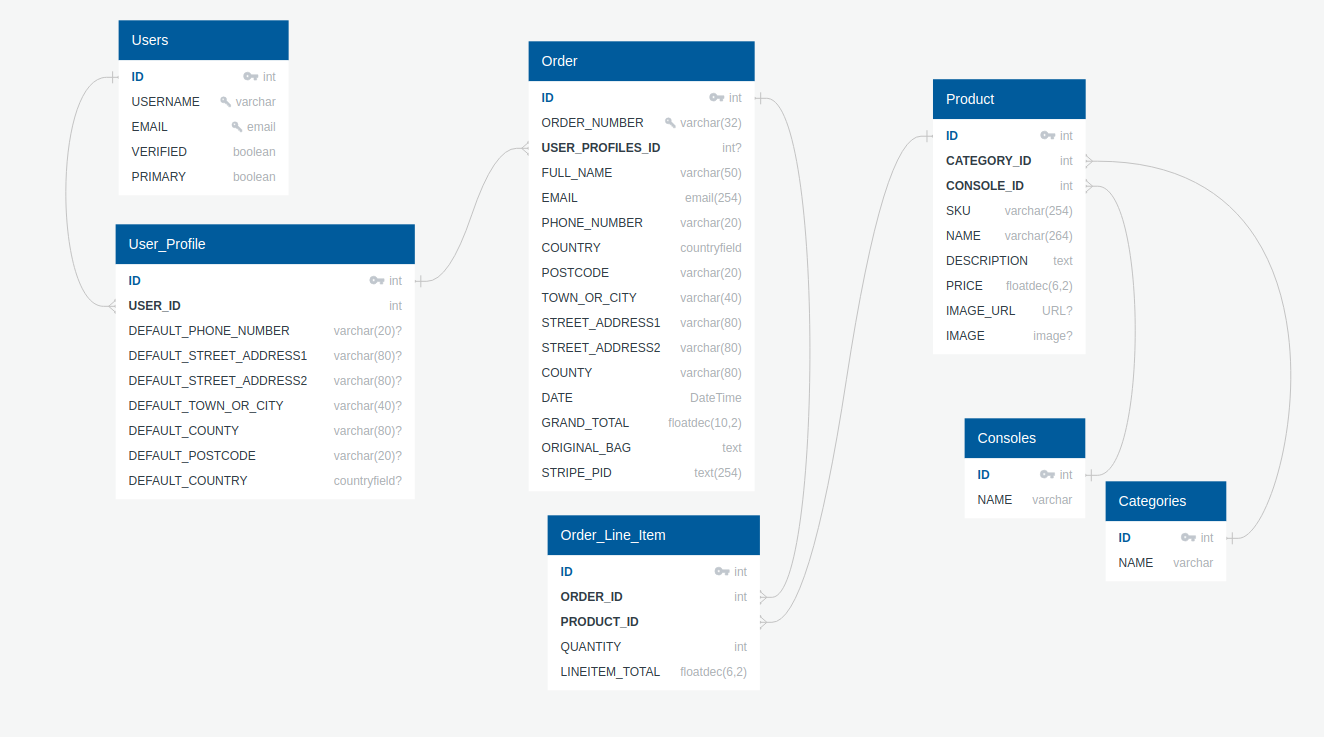 Users
ID int
USERNAME varchar
EMAIL email
VERIFIED boolean
PRIMARY boolean
User_Profile
ID int
USER_ID int
DEFAULT_PHONE_NUMBER varchar(20)?
DEFAULT_STREET_ADDRESS1 varchar(80)?
DEFAULT_STREET_ADDRESS2 varchar(80)?
DEFAULT_TOWN_OR_CITY varchar(40)?
DEFAULT_COUNTY varchar(80)?
DEFAULT_POSTCODE varchar(20)?
DEFAULT_COUNTRY countryfield?
Order
ID int
ORDER_NUMBER varchar(32)
USER_PROFILES_ID int?
FULL_NAME varchar(50)
EMAIL email(254)
PHONE_NUMBER varchar(20)
COUNTRY countryfield
POSTCODE varchar(20)
TOWN_OR_CITY varchar(40)
STREET_ADDRESS1 varchar(80)
STREET_ADDRESS2 varchar(80)
COUNTY varchar(80)
DATE DateTime
GRAND_TOTAL floatdec(10,2)
ORIGINAL_BAG text
STRIPE_PID text(254)
Order_Line_Item
ID int
ORDER_ID int
PRODUCT_ID
QUANTITY int
LINEITEM_TOTAL floatdec(6,2)
Product
ID int
CATEGORY_ID int
CONSOLE_ID int
SKU varchar(254)
NAME varchar(264)
DESCRIPTION text
PRICE floatdec(6,2)
IMAGE_URL URL?
IMAGE image?
Consoles
ID int
NAME varchar
Categories
ID int
NAME varchar